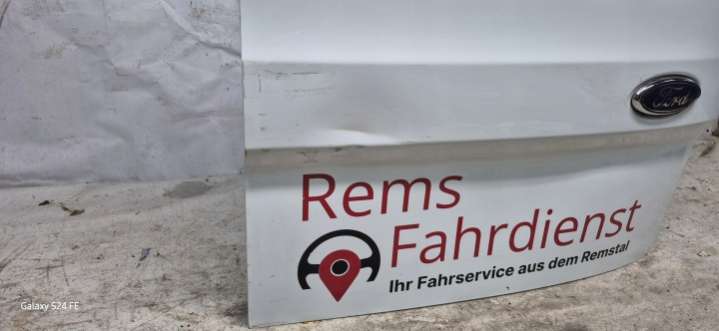 Ford
Rems
Fahrdienst
Ihr Fahrservice aus dem Remstal
Galaxy S24 FE